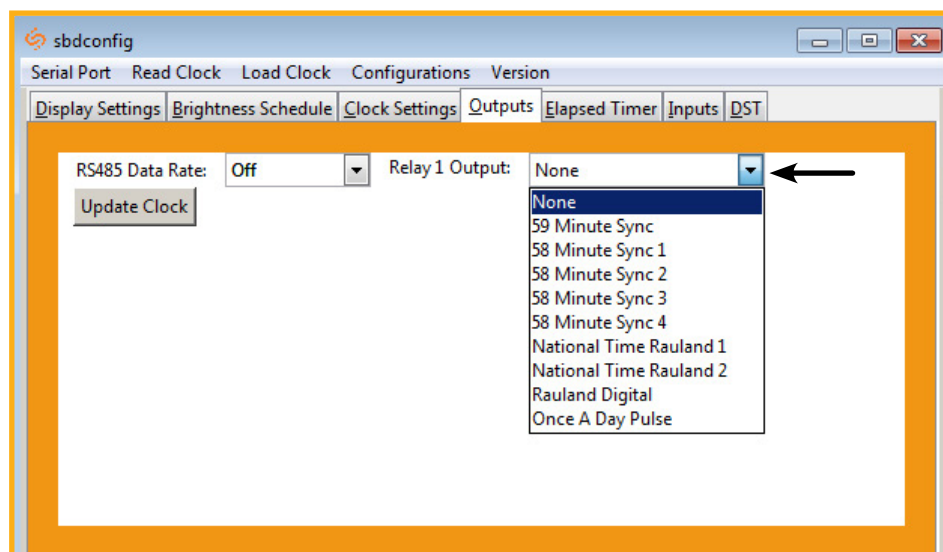 sbdconfig
Serial Port Read Clock Load Clock Configurations Version
Display Settings Brightness Schedule Clock Settings Outputs Elapsed Timer Inputs DST
RS485 Data Rate: Off Relay 1 Output: None
Update Clock
None
59 Minute Sync
58 Minute Sync 1
58 Minute Sync 2
58 Minute Sync 3
58 Minute Sync 4
National Time Rauland 1
National Time Rauland 2
Rauland Digital
Once A Day Pulse